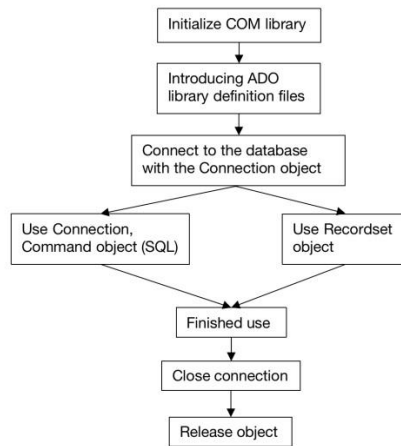 Initialize COM library
Introducing ADO
library definition files
Connect to the database
with the Connection object
Use Connection,
Command object (SQL)
Use Recordset
object
Finished use
Close connection
Release object